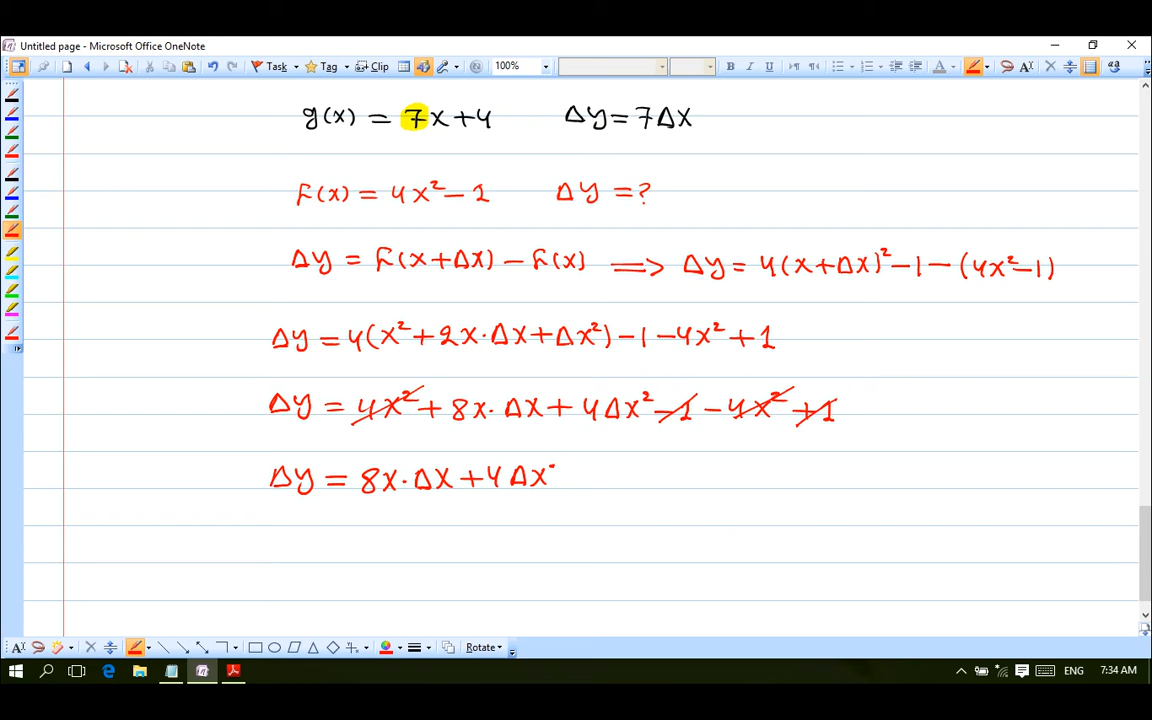 Untitled page - Microsoft Office OneNote
Task Tag Clip 100% B I U A
g(x) = 7x+4 Δy = 7Δx
F(x) = 4x² - 1 Δy = ?
Δy = F(x+Δx) - F(x) ⟹ Δy = 4(x+Δx)² - 1 - (4x²-1)
Δy = 4(x² + 2x·Δx + Δx²) - 1 - 4x² + 1
Δy = 4x² + 8x·Δx + 4Δx² - 1 - 4x² + 1
Δy = 8x·Δx + 4Δx
Rotate
ENG 7:34 AM